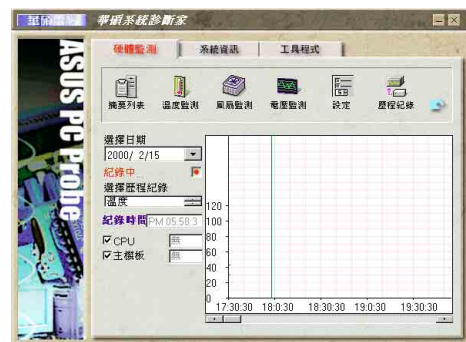 華碩系統診斷家
ASUS PC Probe
硬體監測
系統資訊
工具程式
摘要列表
溫度監測
風扇監測
電壓監測
設定
歷程紀錄
選擇日期
2000/ 2/15
紀錄中...
選擇歷程紀錄
溫度
紀錄時間 PM 05:58:3
CPU 無
主機板 無
120
100
80
60
40
20
0
17:30:30 18:0:30 18:30:30 19:0:30 19:30:30